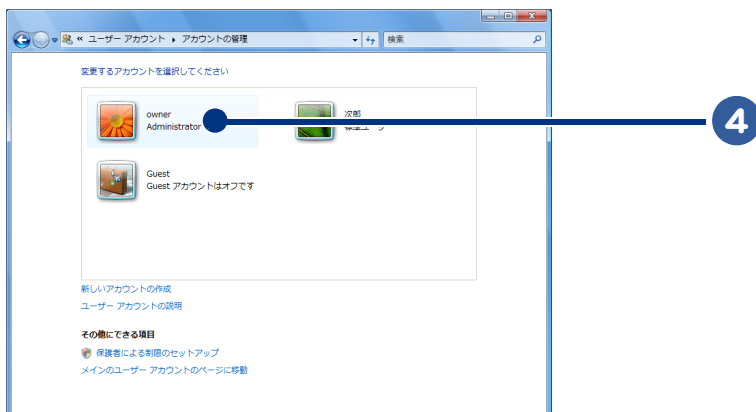 « ユーザー アカウント ▸ アカウントの管理
検索
変更するアカウントを選択してください
owner
Administrator
次郎
Guest
Guest アカウントはオフです
新しいアカウントの作成
ユーザー アカウントの説明
その他にできる項目
保護者による制限のセットアップ
メインのユーザー アカウントのページに移動
4